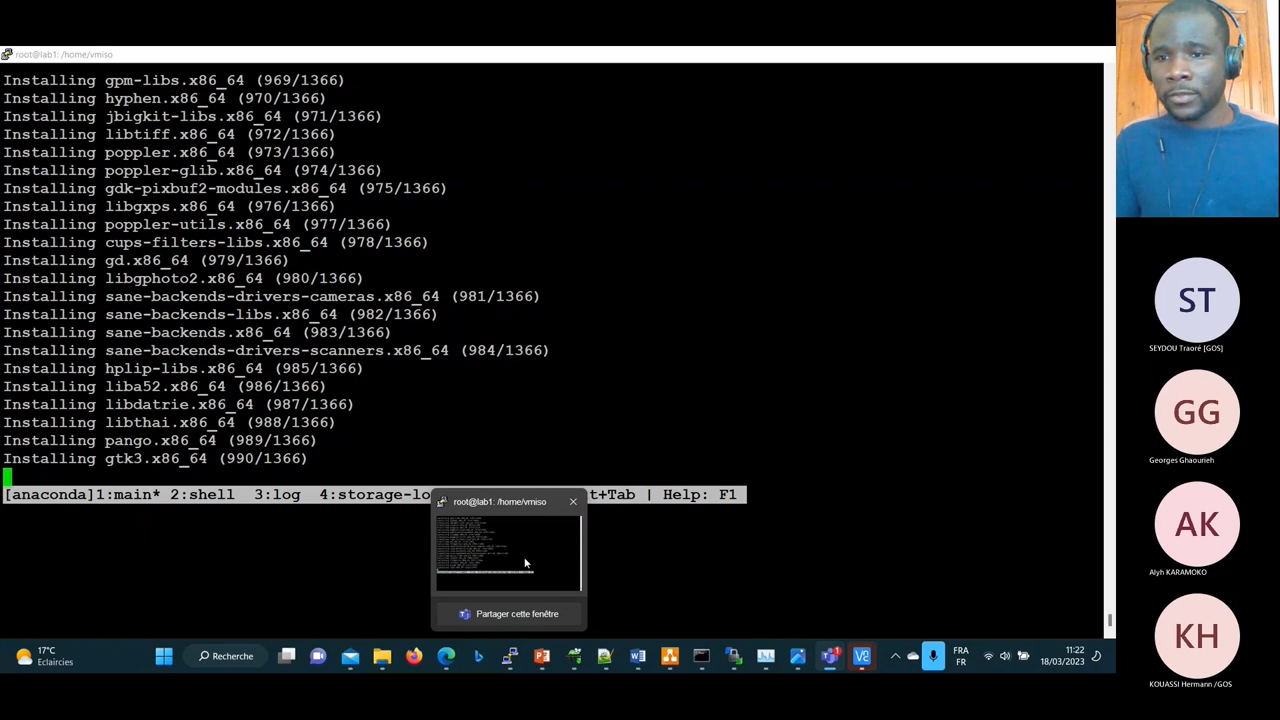 root@lab1: /home/vmiso
Installing gpm-libs.x86_64 (969/1366)
Installing hyphen.x86_64 (970/1366)
Installing jbigkit-libs.x86_64 (971/1366)
Installing libtiff.x86_64 (972/1366)
Installing poppler.x86_64 (973/1366)
Installing poppler-glib.x86_64 (974/1366)
Installing gdk-pixbuf2-modules.x86_64 (975/1366)
Installing libgxps.x86_64 (976/1366)
Installing poppler-utils.x86_64 (977/1366)
Installing cups-filters-libs.x86_64 (978/1366)
Installing gd.x86_64 (979/1366)
Installing libgphoto2.x86_64 (980/1366)
Installing sane-backends-drivers-cameras.x86_64 (981/1366)
Installing sane-backends-libs.x86_64 (982/1366)
Installing sane-backends.x86_64 (983/1366)
Installing sane-backends-drivers-scanners.x86_64 (984/1366)
Installing hplip-libs.x86_64 (985/1366)
Installing liba52.x86_64 (986/1366)
Installing libdatrie.x86_64 (987/1366)
Installing libthai.x86_64 (988/1366)
Installing pango.x86_64 (989/1366)
Installing gtk3.x86_64 (990/1366)
[anaconda]1:main* 2:shell  3:log  4:storage-lo t+Tab | Help: F1
root@lab1: /home/vmiso
Partager cette fenêtre
17°C
Eclaircies
Recherche
FRA
FR
11:22
18/03/2023
ST
SEYDOU Traoré [GOS]
GG
Georges Ghaourieh
AK
Alyh KARAMOKO
KH
KOUASSI Hermann /GOS